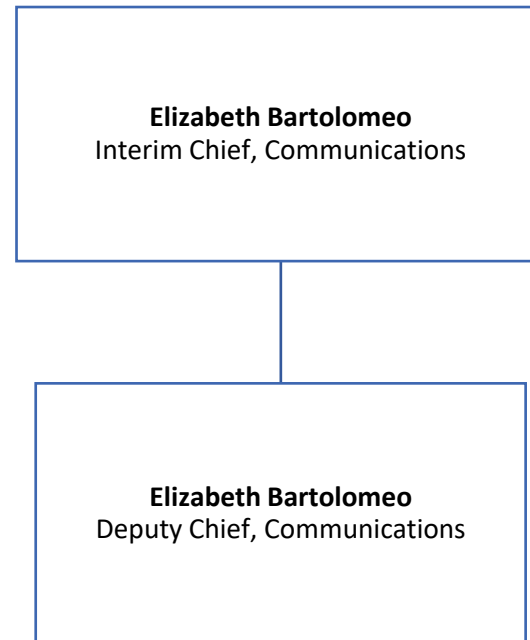 Elizabeth Bartolomeo
Interim Chief, Communications
Elizabeth Bartolomeo
Deputy Chief, Communications